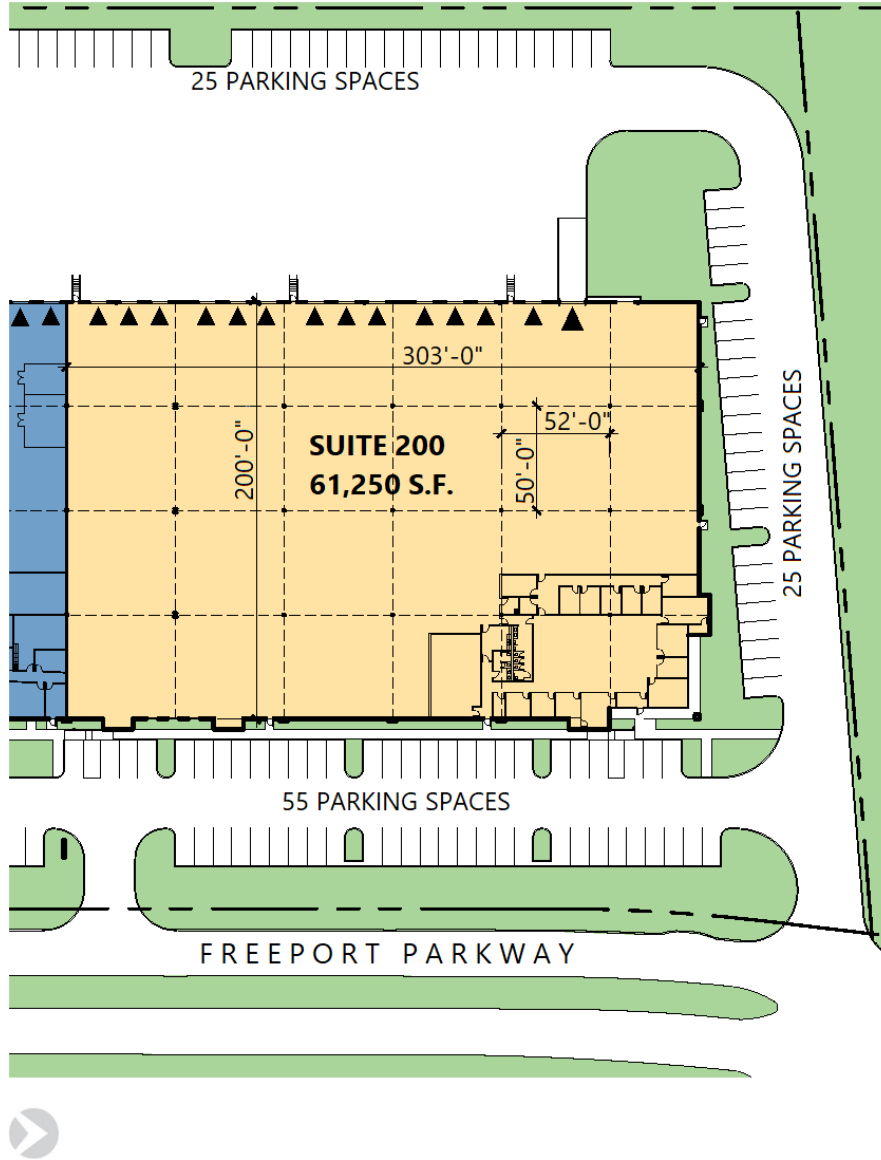 25 PARKING SPACES
303'-0"
52'-0"
SUITE 200
200'-0"
50'-0"
61,250 S.F.
25 PARKING SPACES
55 PARKING SPACES
FREEPORT PARKWAY